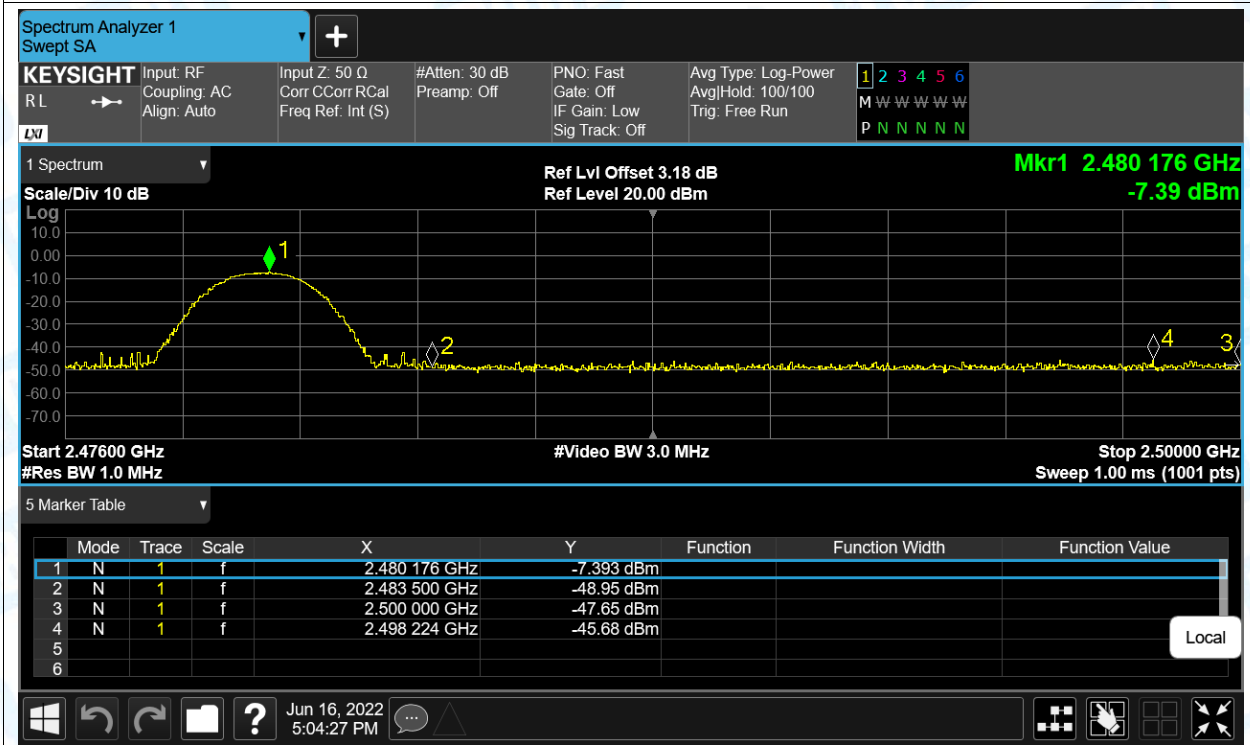 Spectrum Analyzer 1
Swept SA
KEYSIGHT
RL
LXI
Input: RF
Coupling: AC
Align: Auto
Input Z: 50 Ω
Corr CCorr RCal
Freq Ref: Int (S)
#Atten: 30 dB
Preamp: Off
PNO: Fast
Gate: Off
IF Gain: Low
Sig Track: Off
Avg Type: Log-Power
Avg|Hold: 100/100
Trig: Free Run
1 2 3 4 5 6
M W W W W W
P N N N N N
1 Spectrum
Scale/Div 10 dB
Ref Lvl Offset 3.18 dB
Ref Level 20.00 dBm
Mkr1 2.480 176 GHz
-7.39 dBm
Log
10.0
0.00
-10.0
-20.0
-30.0
-40.0
-50.0
-60.0
-70.0
1
2
4
3
Start 2.47600 GHz
#Res BW 1.0 MHz
#Video BW 3.0 MHz
Stop 2.50000 GHz
Sweep 1.00 ms (1001 pts)
5 Marker Table
Mode Trace Scale X Y Function Function Width Function Value
1 N 1 f 2.480 176 GHz -7.393 dBm
2 N 1 f 2.483 500 GHz -48.95 dBm
3 N 1 f 2.500 000 GHz -47.65 dBm
4 N 1 f 2.498 224 GHz -45.68 dBm
5
6
Local
?
Jun 16, 2022
5:04:27 PM